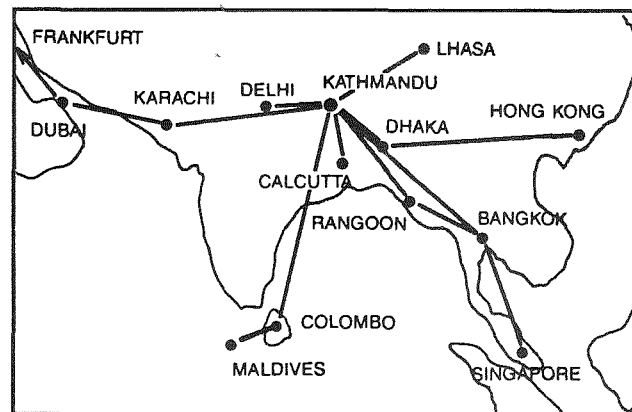 FRANKFURT
LHASA
KARACHI
DELHI
KATHMANDU
DUBAI
DHAKA
HONG KONG
CALCUTTA
RANGOON
BANGKOK
COLOMBO
MALDIVES
SINGAPORE